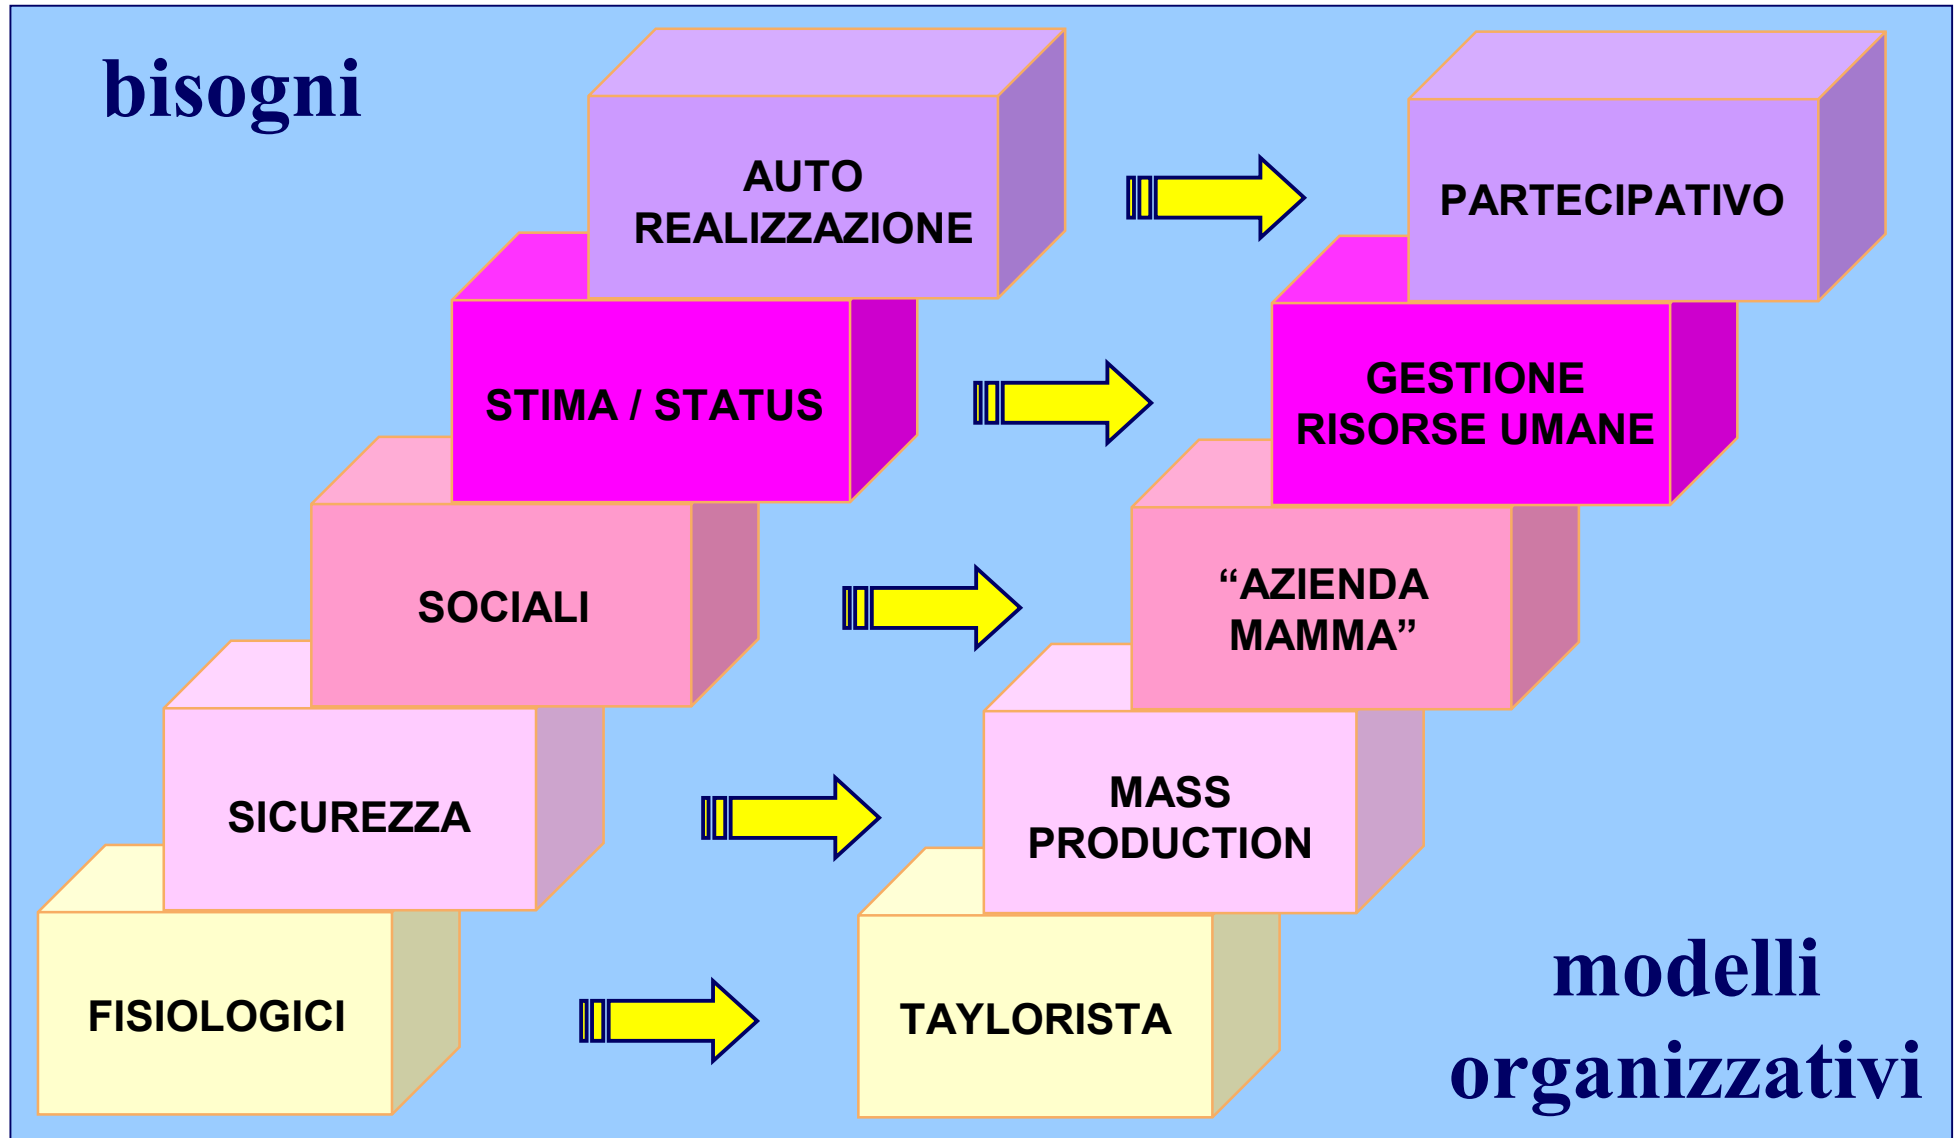 bisogni
AUTO
REALIZZAZIONE
PARTECIPATIVO
STIMA / STATUS
GESTIONE
RISORSE UMANE
SOCIALI
“AZIENDA
MAMMA”
SICUREZZA
MASS
PRODUCTION
FISIOLOGICI
TAYLORISTA
modelli
organizzativi